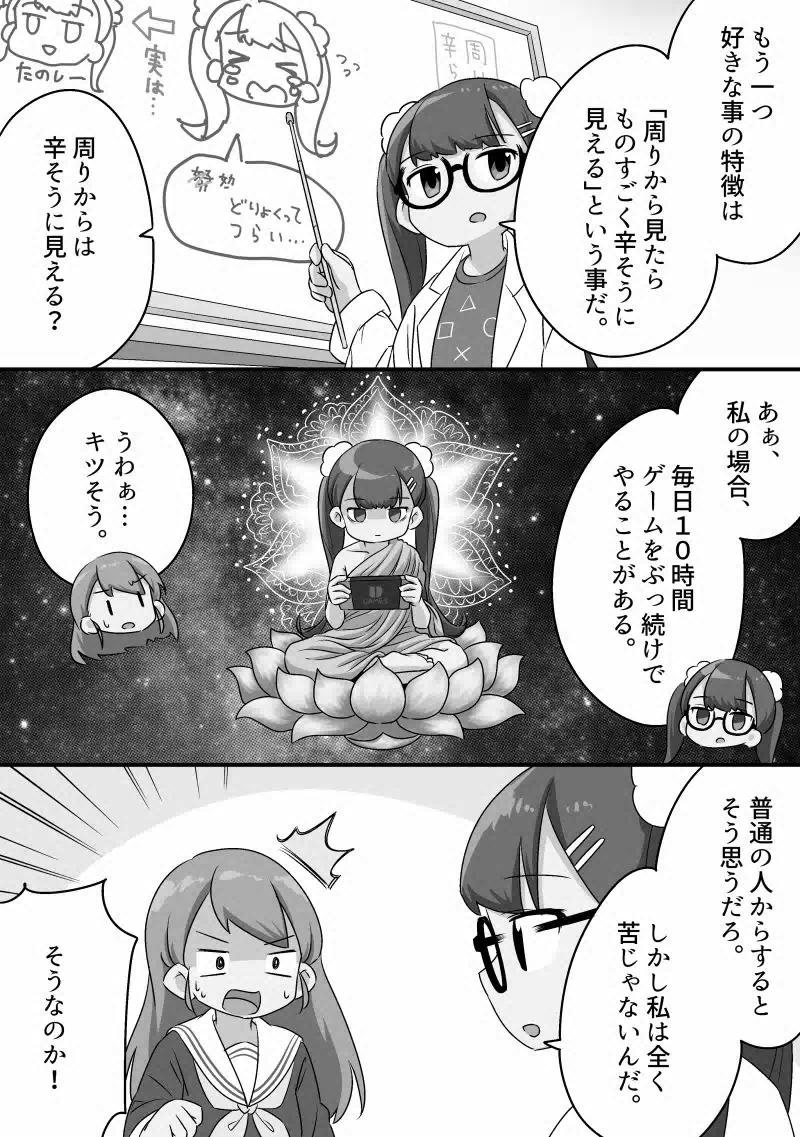 もう一つ
好きな事の特徴は
「周りから見たら
ものすごく辛そうに
見える」という事だ。
周り
辛ら
つつつ
実は…
たのしー
努力
どりょくって
つらい…
周りからは
辛そうに見える？
あぁ、
私の場合、
毎日１０時間
ゲームをぶっ続けで
やることがある。
うわぁ…
キツそう。
普通の人からすると
そう思うだろ。
しかし私は全く
苦じゃないんだ。
そうなのか！